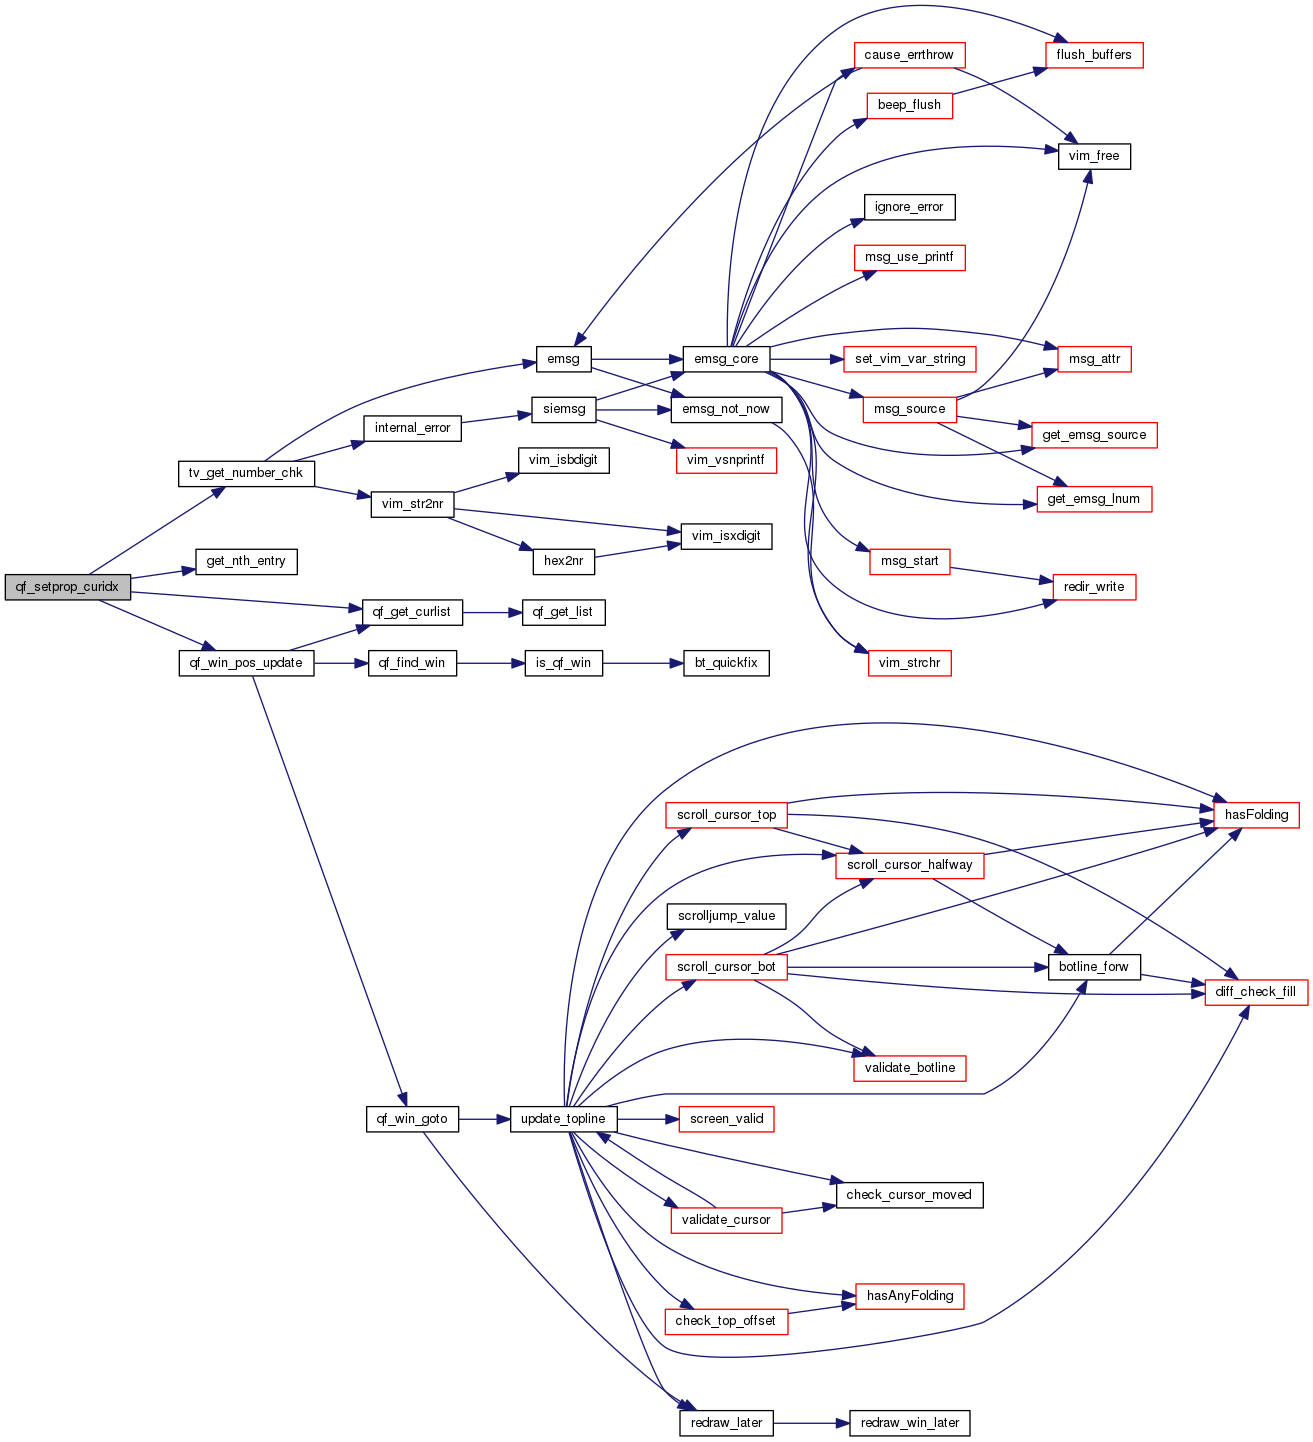 cause_errthrow
flush_buffers
beep_flush
vim_free
ignore_error
msg_use_printf
emsg
emsg_core
set_vim_var_string
msg_attr
siemsg
emsg_not_now
msg_source
internal_error
get_emsg_source
vim_isbdigit
vim_vsnprintf
tv_get_number_chk
vim_str2nr
get_emsg_lnum
vim_isxdigit
get_nth_entry
hex2nr
msg_start
qf_setprop_curidx
redir_write
qf_get_curlist
qf_get_list
qf_win_pos_update
qf_find_win
is_qf_win
bt_quickfix
vim_strchr
scroll_cursor_top
hasFolding
scroll_cursor_halfway
scrolljump_value
scroll_cursor_bot
botline_forw
diff_check_fill
validate_botline
qf_win_goto
update_topline
screen_valid
check_cursor_moved
validate_cursor
hasAnyFolding
check_top_offset
redraw_later
redraw_win_later